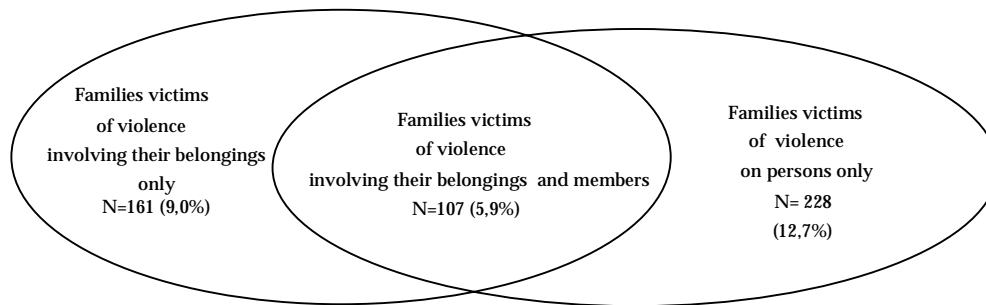 Families victims
of violence
involving their belongings
only
N=161 (9,0%)
Families victims
of violence
involving their belongings and members
N=107 (5,9%)
Families victims
of violence
on persons only
N= 228
(12,7%)